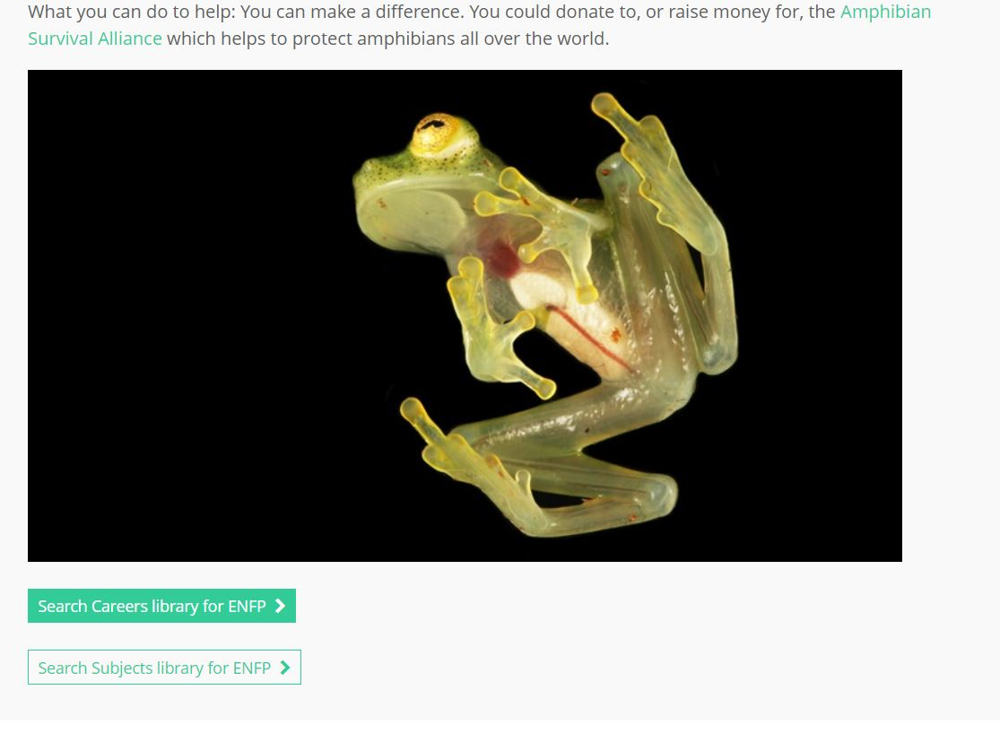 What you can do to help: You can make a difference. You could donate to, or raise money for, the Amphibian
Survival Alliance which helps to protect amphibians all over the world.
Search Careers library for ENFP
Search Subjects library for ENFP